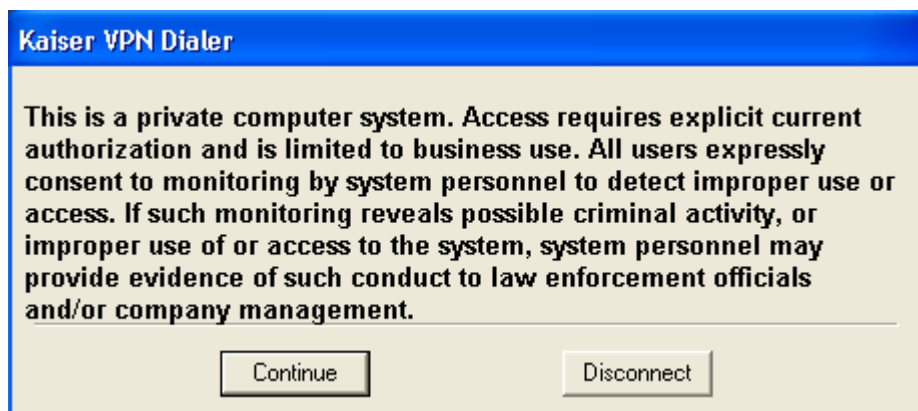 Kaiser VPN Dialer
This is a private computer system. Access requires explicit current
authorization and is limited to business use. All users expressly
consent to monitoring by system personnel to detect improper use or
access. If such monitoring reveals possible criminal activity, or
improper use of or access to the system, system personnel may
provide evidence of such conduct to law enforcement officials
and/or company management.
Continue Disconnect